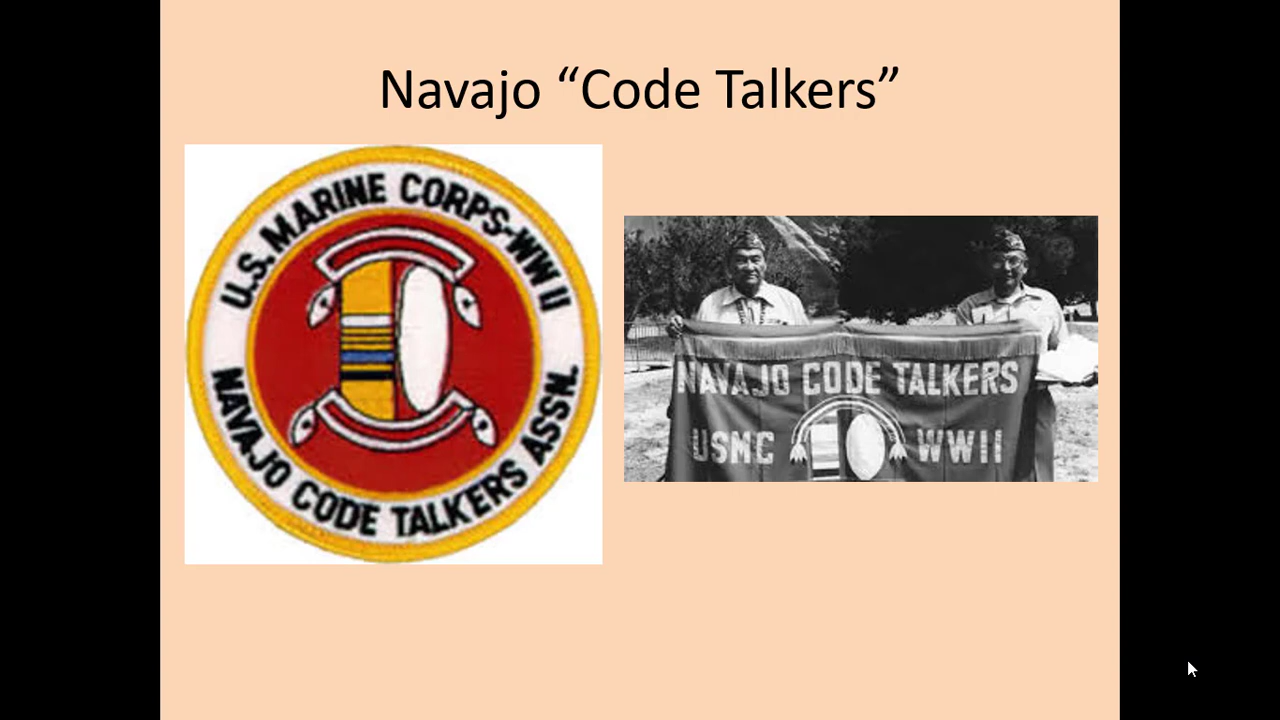 Navajo “Code Talkers”
U.S. MARINE CORPS-WW II
NAVAJO CODE TALKERS ASSN.
NAVAJO CODE TALKERS
USMC WWII